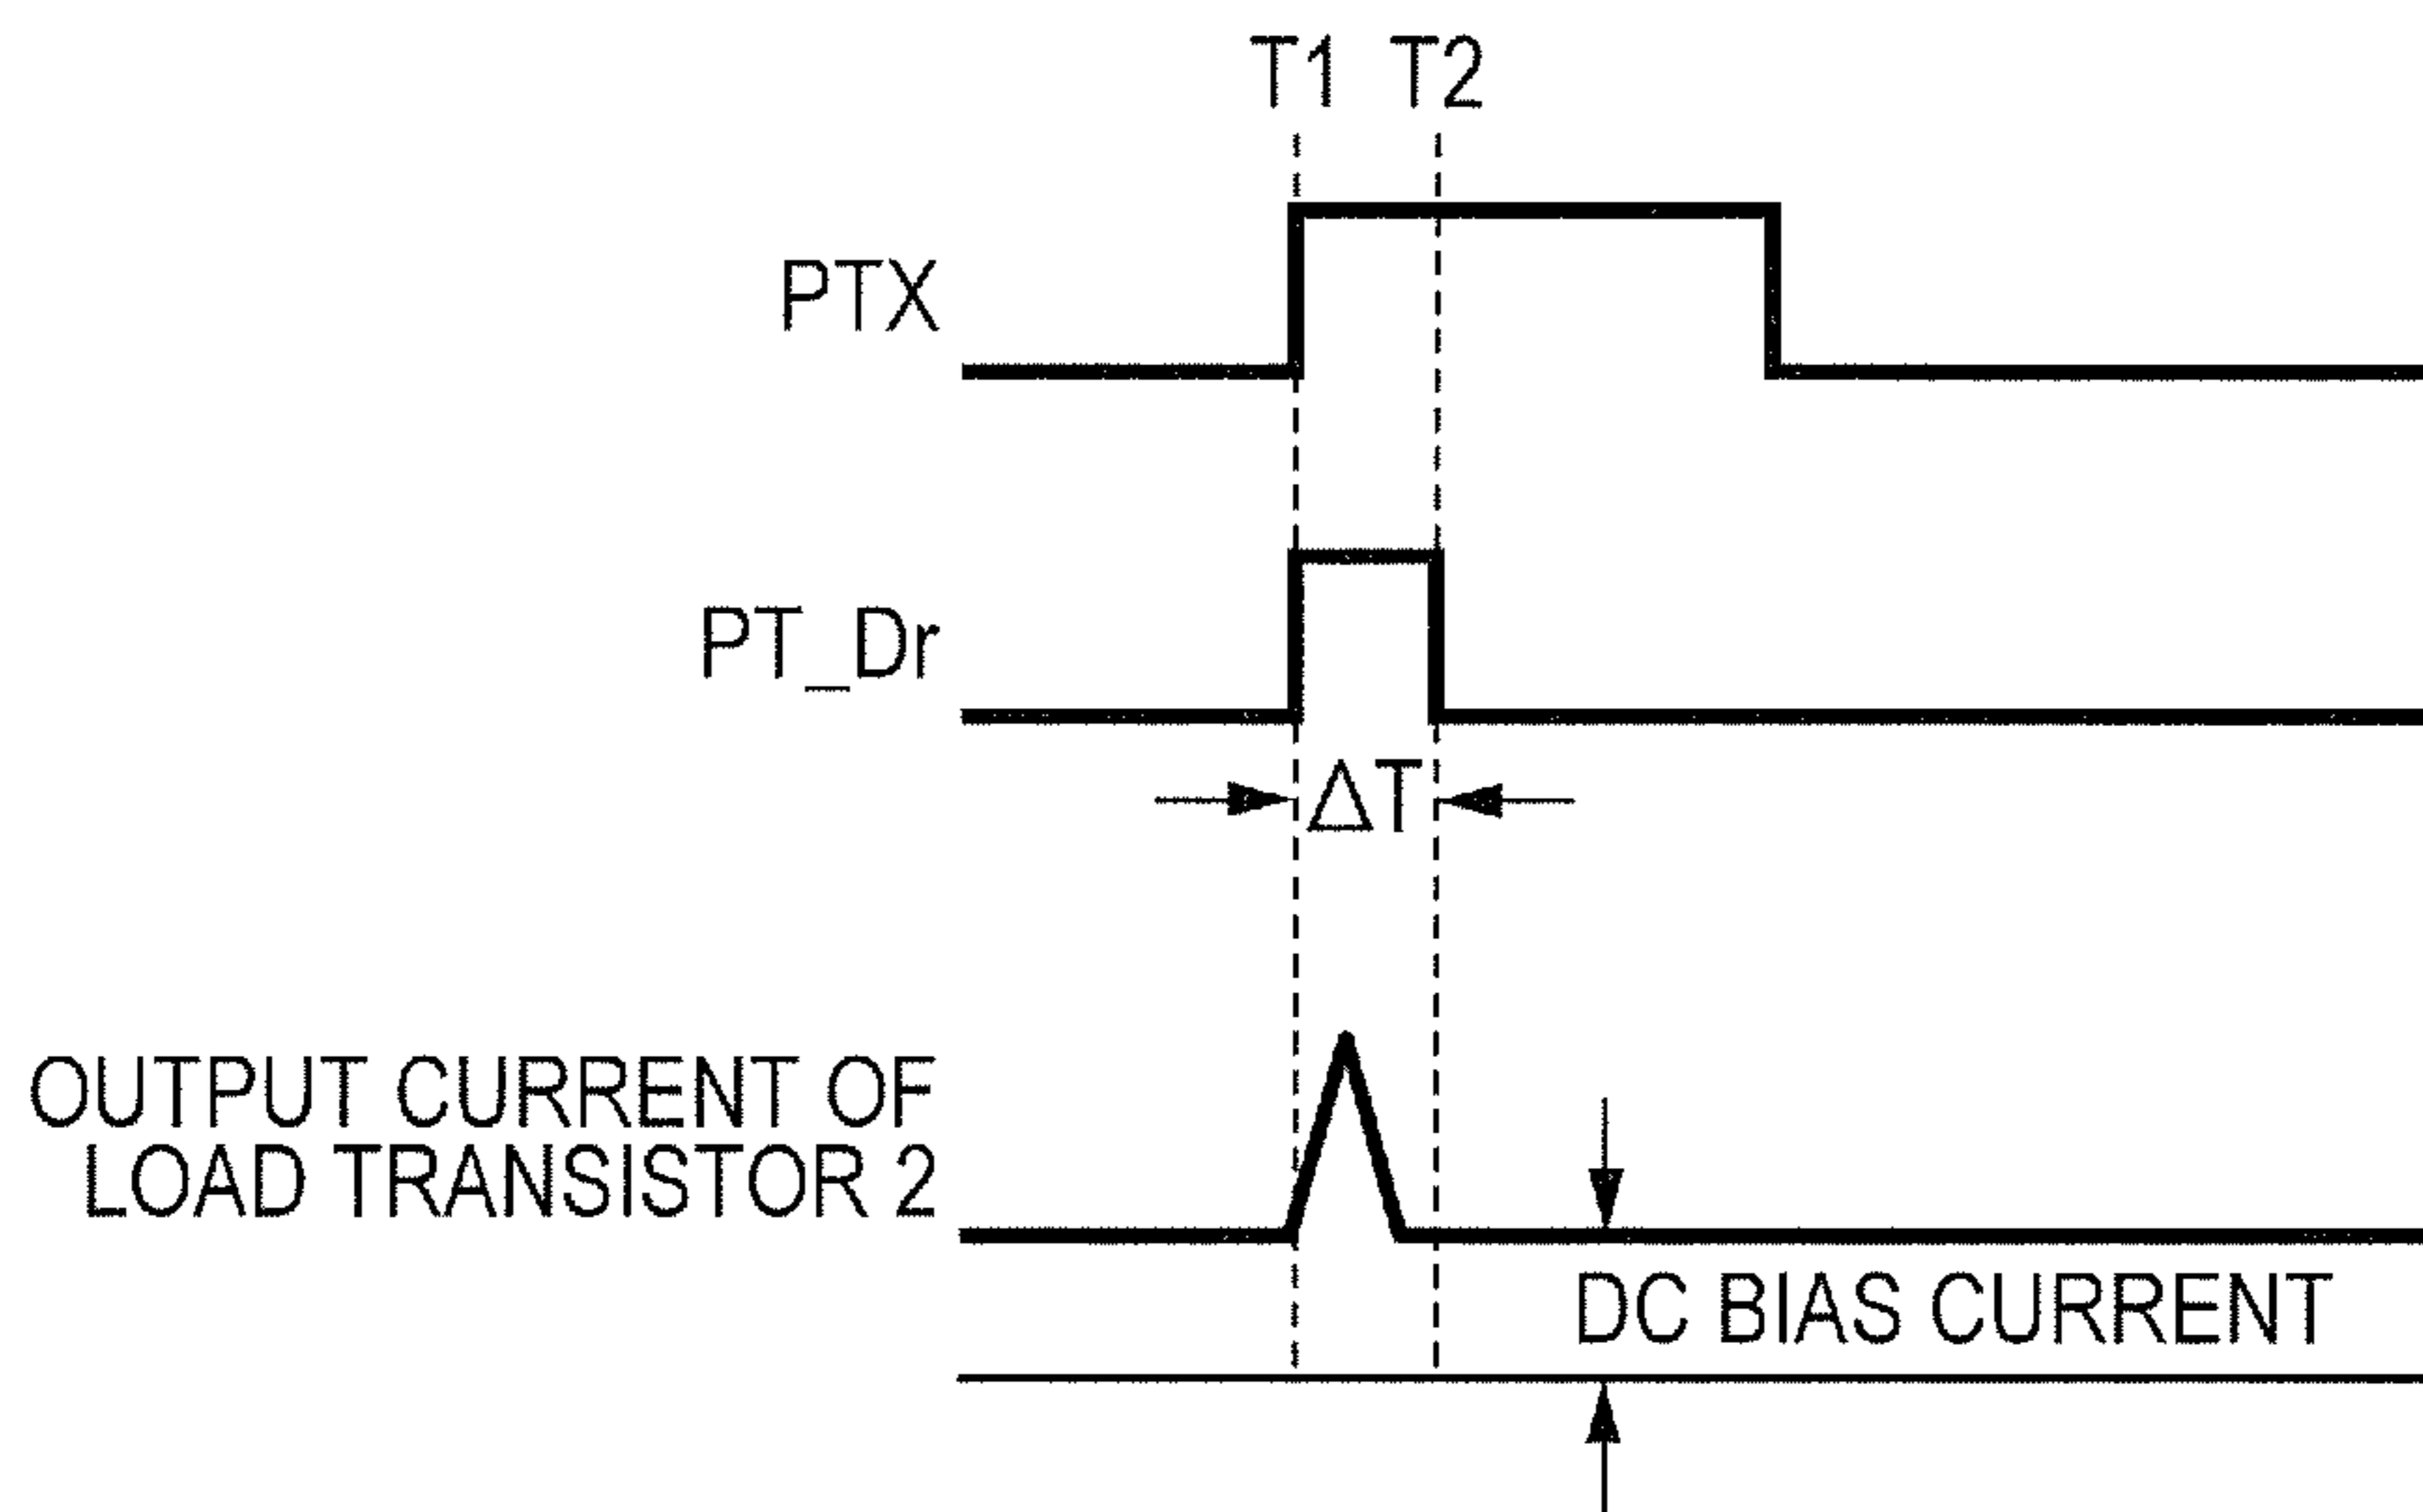 T1 T2
PTX
PT_Dr
ΔT
OUTPUT CURRENT OF
LOAD TRANSISTOR 2
DC BIAS CURRENT